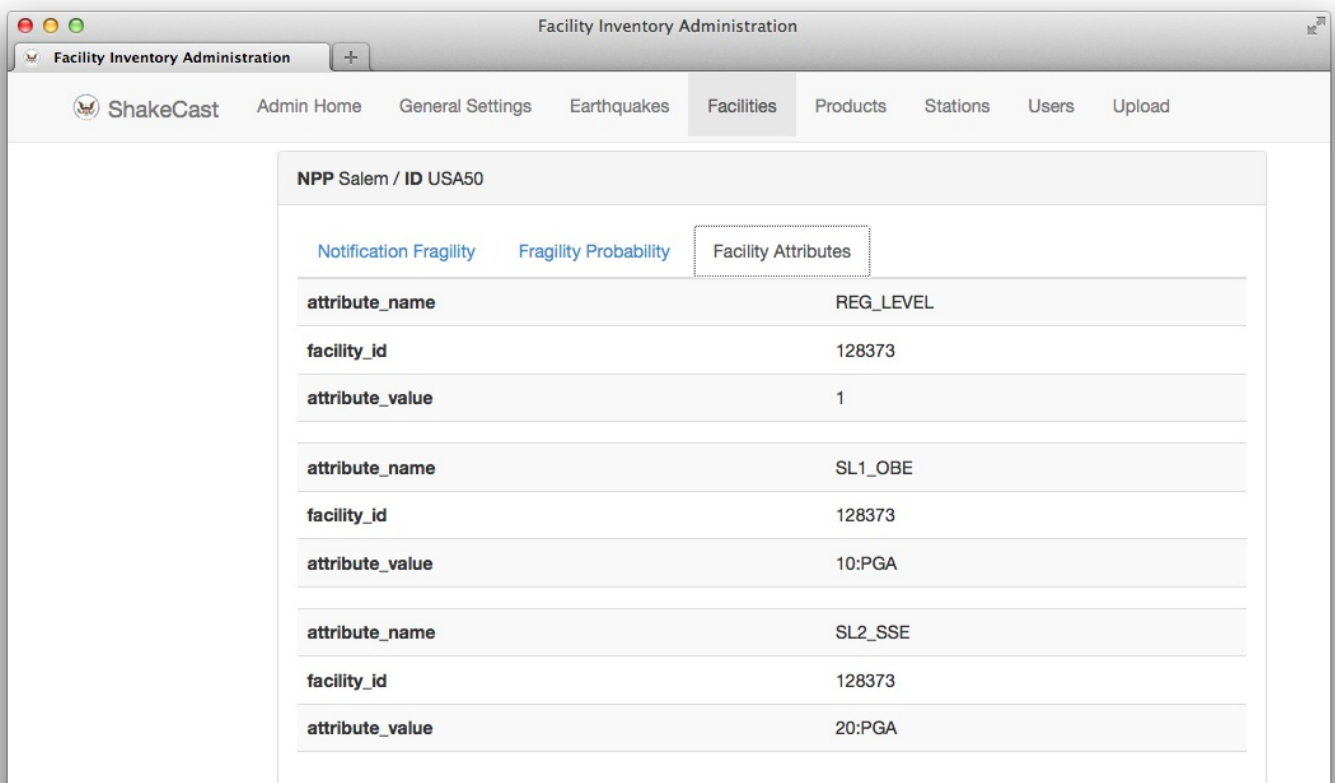 Facility Inventory Administration
Facility Inventory Administration
ShakeCast Admin Home General Settings Earthquakes Facilities Products Stations Users Upload
NPP Salem / ID USA50
Notification Fragility Fragility Probability Facility Attributes
attribute_name REG_LEVEL
facility_id 128373
attribute_value 1
attribute_name SL1_OBE
facility_id 128373
attribute_value 10:PGA
attribute_name SL2_SSE
facility_id 128373
attribute_value 20:PGA